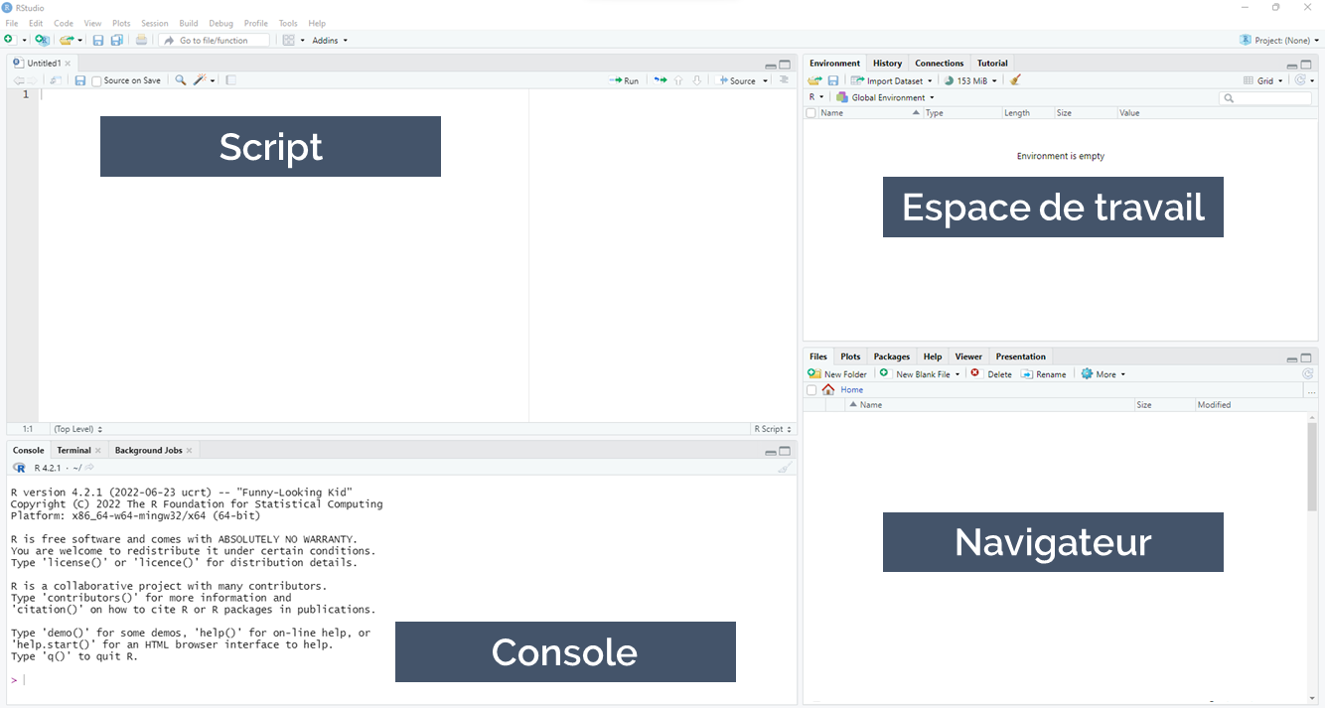 RStudio
File Edit Code View Plots Session Build Debug Profile Tools Help
Go to file/function Addins Project: (None)
Untitled1
Source on Save Run Source
1
Script
1:1 (Top Level) R Script
Console Terminal Background Jobs
R 4.2.1 · ~/
R version 4.2.1 (2022-06-23 ucrt) -- "Funny-Looking Kid"
Copyright (C) 2022 The R Foundation for Statistical Computing
Platform: x86_64-w64-mingw32/x64 (64-bit)
R is free software and comes with ABSOLUTELY NO WARRANTY.
You are welcome to redistribute it under certain conditions.
Type 'license()' or 'licence()' for distribution details.
R is a collaborative project with many contributors.
Type 'contributors()' for more information and
'citation()' on how to cite R or R packages in publications.
Type 'demo()' for some demos, 'help()' for on-line help, or
'help.start()' for an HTML browser interface to help.
Type 'q()' to quit R.
>
Console
Environment History Connections Tutorial
Import Dataset 153 MiB Grid
R Global Environment
Name Type Length Size Value
Environment is empty
Espace de travail
Files Plots Packages Help Viewer Presentation
New Folder New Blank File Delete Rename More
Home ...
Name Size Modified
Navigateur